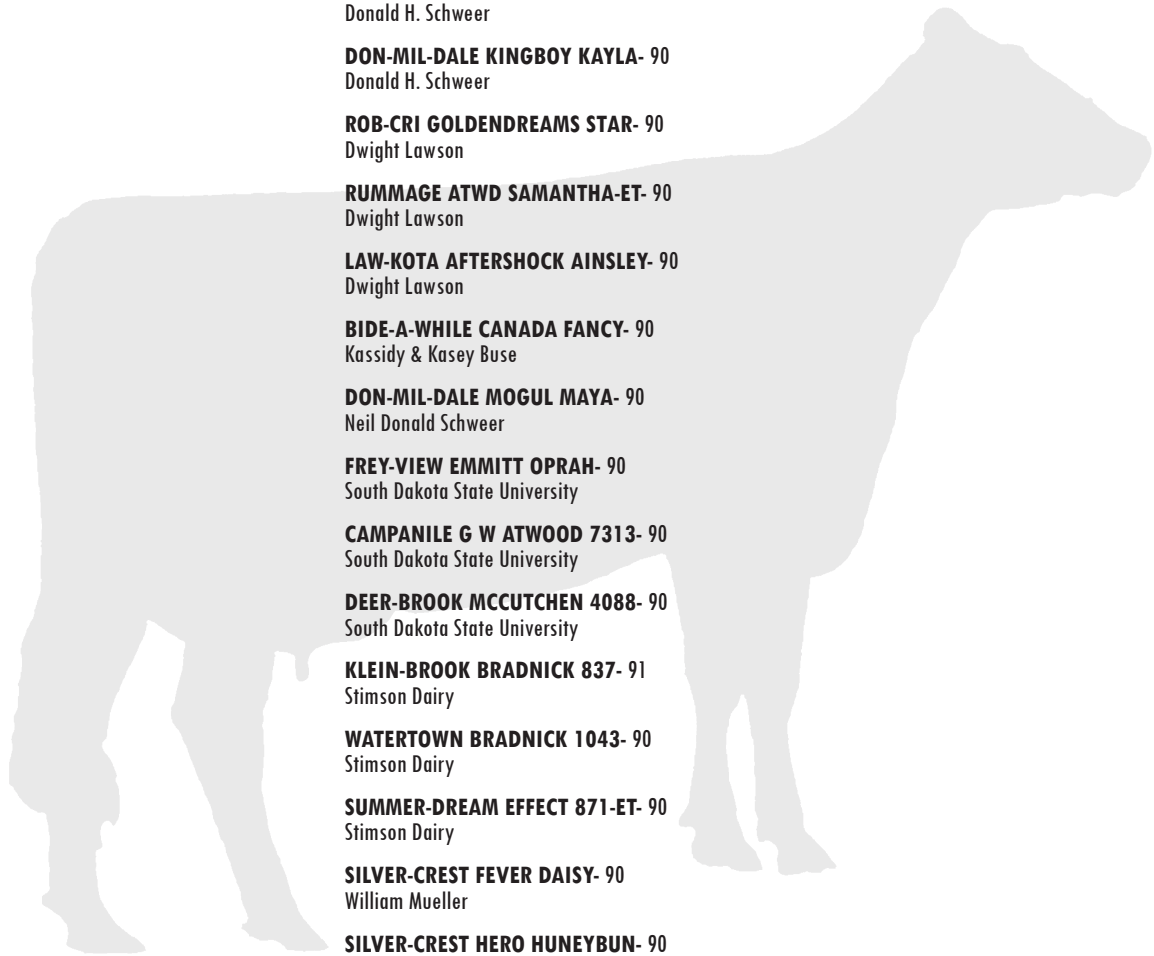 Donald H. Schweer
DON-MIL-DALE KINGBOY KAYLA- 90
Donald H. Schweer
ROB-CRI GOLDENDREAMS STAR- 90
Dwight Lawson
RUMMAGE ATWD SAMANTHA-ET- 90
Dwight Lawson
LAW-KOTA AFTERSHOCK AINSLEY- 90
Dwight Lawson
BIDE-A-WHILE CANADA FANCY- 90
Kassidy & Kasey Buse
DON-MIL-DALE MOGUL MAYA- 90
Neil Donald Schweer
FREY-VIEW EMMITT OPRAH- 90
South Dakota State University
CAMPANILE G W ATWOOD 7313- 90
South Dakota State University
DEER-BROOK MCCUTCHEN 4088- 90
South Dakota State University
KLEIN-BROOK BRADNICK 837- 91
Stimson Dairy
WATERTOWN BRADNICK 1043- 90
Stimson Dairy
SUMMER-DREAM EFFECT 871-ET- 90
Stimson Dairy
SILVER-CREST FEVER DAISY- 90
William Mueller
SILVER-CREST HERO HUNEYBUN- 90